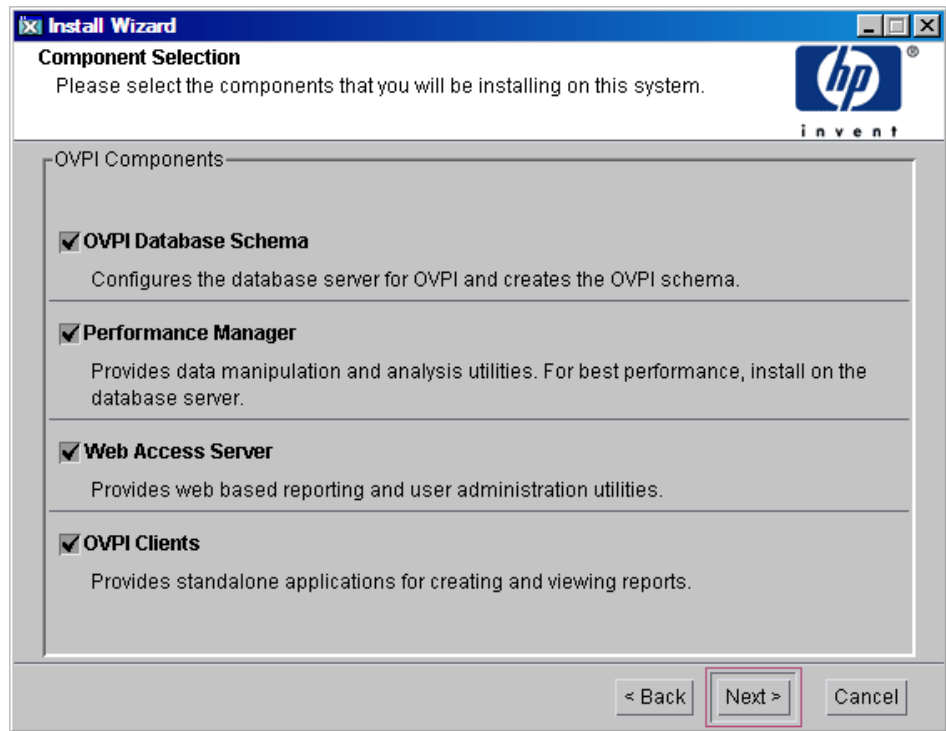 Install Wizard
Component Selection
Please select the components that you will be installing on this system.
hp
®
invent
OVPI Components
OVPI Database Schema
Configures the database server for OVPI and creates the OVPI schema.
Performance Manager
Provides data manipulation and analysis utilities. For best performance, install on the
database server.
Web Access Server
Provides web based reporting and user administration utilities.
OVPI Clients
Provides standalone applications for creating and viewing reports.
< Back Next > Cancel